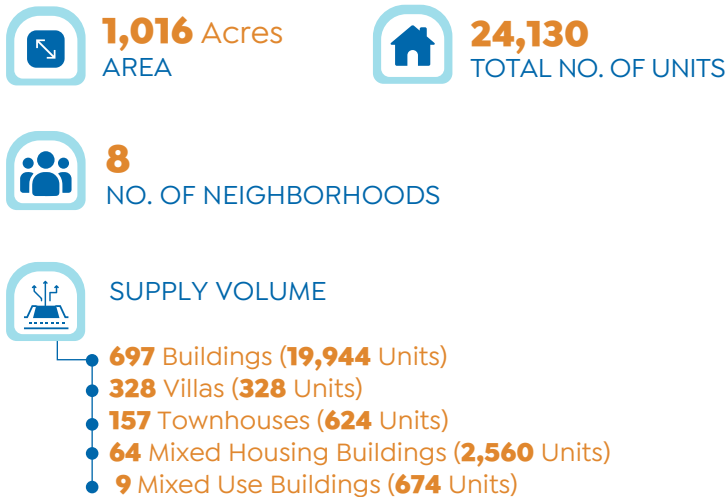 1,016 Acres
AREA
24,130
TOTAL NO. OF UNITS
8
NO. OF NEIGHBORHOODS
SUPPLY VOLUME
697 Buildings (19,944 Units)
328 Villas (328 Units)
157 Townhouses (624 Units)
64 Mixed Housing Buildings (2,560 Units)
9 Mixed Use Buildings (674 Units)